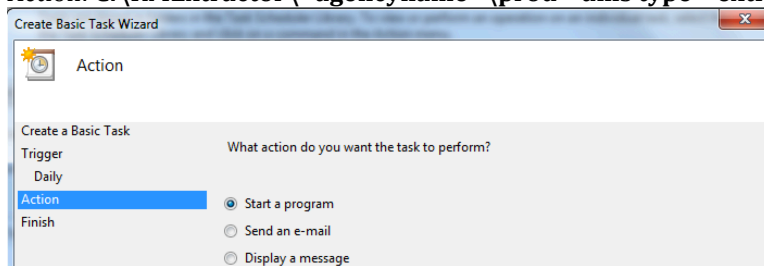 Create Basic Task Wizard
Action
Create a Basic Task
Trigger
Daily
Action
Finish
What action do you want the task to perform?
Start a program
Send an e-mail
Display a message